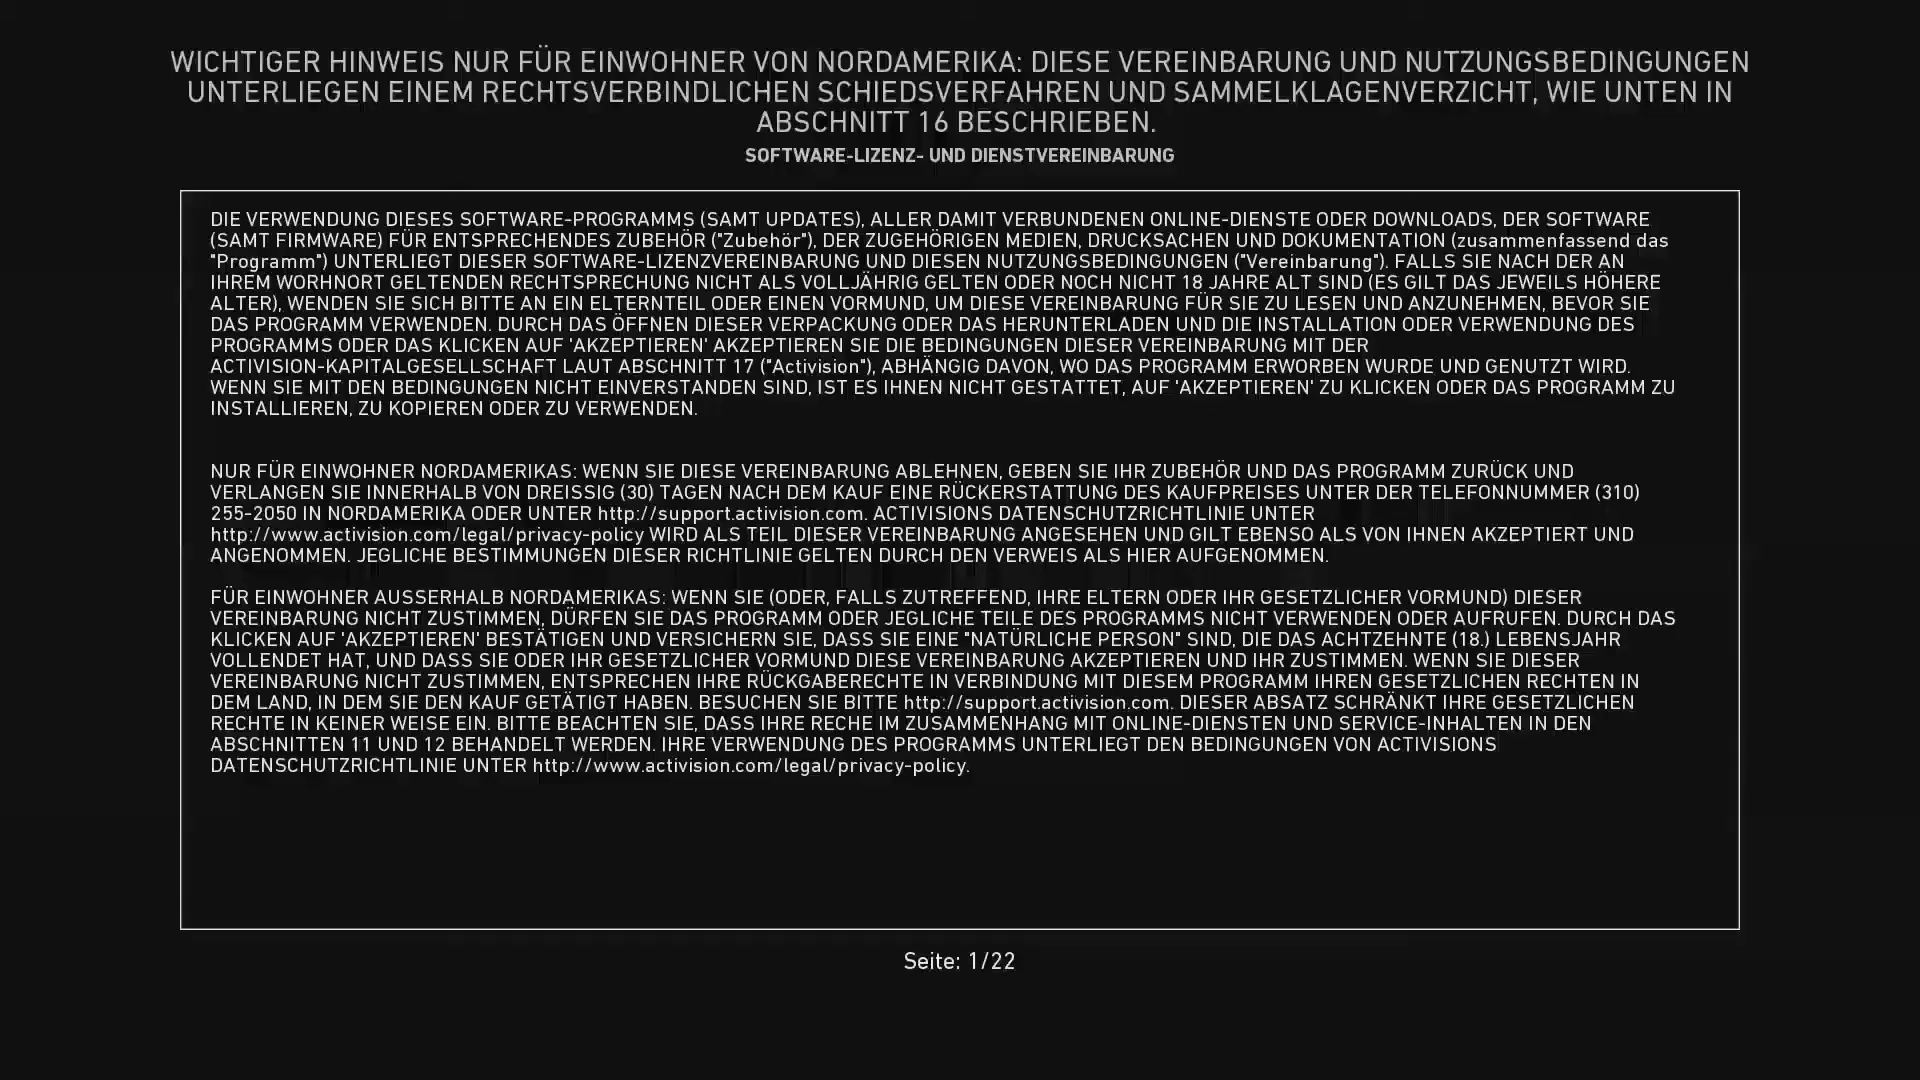 WICHTIGER HINWEIS NUR FÜR EINWOHNER VON NORDAMERIKA: DIESE VEREINBARUNG UND NUTZUNGSBEDINGUNGEN
UNTERLIEGEN EINEM RECHTSVERBINDLICHEN SCHIEDSVERFAHREN UND SAMMELKLAGENVERZICHT, WIE UNTEN IN
ABSCHNITT 16 BESCHRIEBEN.
SOFTWARE-LIZENZ- UND DIENSTVEREINBARUNG
DIE VERWENDUNG DIESES SOFTWARE-PROGRAMMS (SAMT UPDATES), ALLER DAMIT VERBUNDENEN ONLINE-DIENSTE ODER DOWNLOADS, DER SOFTWARE
(SAMT FIRMWARE) FÜR ENTSPRECHENDES ZUBEHÖR ("Zubehör"), DER ZUGEHÖRIGEN MEDIEN, DRUCKSACHEN UND DOKUMENTATION (zusammenfassend das
"Programm") UNTERLIEGT DIESER SOFTWARE-LIZENZVEREINBARUNG UND DIESEN NUTZUNGSBEDINGUNGEN ("Vereinbarung"). FALLS SIE NACH DER AN
IHREM WORHNORT GELTENDEN RECHTSPRECHUNG NICHT ALS VOLLJÄHRIG GELTEN ODER NOCH NICHT 18 JAHRE ALT SIND (ES GILT DAS JEWEILS HÖHERE
ALTER), WENDEN SIE SICH BITTE AN EIN ELTERNTEIL ODER EINEN VORMUND, UM DIESE VEREINBARUNG FÜR SIE ZU LESEN UND ANZUNEHMEN, BEVOR SIE
DAS PROGRAMM VERWENDEN. DURCH DAS ÖFFNEN DIESER VERPACKUNG ODER DAS HERUNTERLADEN UND DIE INSTALLATION ODER VERWENDUNG DES
PROGRAMMS ODER DAS KLICKEN AUF 'AKZEPTIEREN' AKZEPTIEREN SIE DIE BEDINGUNGEN DIESER VEREINBARUNG MIT DER
ACTIVISION-KAPITALGESELLSCHAFT LAUT ABSCHNITT 17 ("Activision"), ABHÄNGIG DAVON, WO DAS PROGRAMM ERWORBEN WURDE UND GENUTZT WIRD.
WENN SIE MIT DEN BEDINGUNGEN NICHT EINVERSTANDEN SIND, IST ES IHNEN NICHT GESTATTET, AUF 'AKZEPTIEREN' ZU KLICKEN ODER DAS PROGRAMM ZU
INSTALLIEREN, ZU KOPIEREN ODER ZU VERWENDEN.
NUR FÜR EINWOHNER NORDAMERIKAS: WENN SIE DIESE VEREINBARUNG ABLEHNEN, GEBEN SIE IHR ZUBEHÖR UND DAS PROGRAMM ZURÜCK UND
VERLANGEN SIE INNERHALB VON DREISSIG (30) TAGEN NACH DEM KAUF EINE RÜCKERSTATTUNG DES KAUFPREISES UNTER DER TELEFONNUMMER (310)
255-2050 IN NORDAMERIKA ODER UNTER http://support.activision.com. ACTIVISIONS DATENSCHUTZRICHTLINIE UNTER
http://www.activision.com/legal/privacy-policy WIRD ALS TEIL DIESER VEREINBARUNG ANGESEHEN UND GILT EBENSO ALS VON IHNEN AKZEPTIERT UND
ANGENOMMEN. JEGLICHE BESTIMMUNGEN DIESER RICHTLINIE GELTEN DURCH DEN VERWEIS ALS HIER AUFGENOMMEN.
FÜR EINWOHNER AUSSERHALB NORDAMERIKAS: WENN SIE (ODER, FALLS ZUTREFFEND, IHRE ELTERN ODER IHR GESETZLICHER VORMUND) DIESER
VEREINBARUNG NICHT ZUSTIMMEN, DÜRFEN SIE DAS PROGRAMM ODER JEGLICHE TEILE DES PROGRAMMS NICHT VERWENDEN ODER AUFRUFEN. DURCH DAS
KLICKEN AUF 'AKZEPTIEREN' BESTÄTIGEN UND VERSICHERN SIE, DASS SIE EINE "NATÜRLICHE PERSON" SIND, DIE DAS ACHTZEHNTE (18.) LEBENSJAHR
VOLLENDET HAT, UND DASS SIE ODER IHR GESETZLICHER VORMUND DIESE VEREINBARUNG AKZEPTIEREN UND IHR ZUSTIMMEN. WENN SIE DIESER
VEREINBARUNG NICHT ZUSTIMMEN, ENTSPRECHEN IHRE RÜCKGABERECHTE IN VERBINDUNG MIT DIESEM PROGRAMM IHREN GESETZLICHEN RECHTEN IN
DEM LAND, IN DEM SIE DEN KAUF GETÄTIGT HABEN. BESUCHEN SIE BITTE http://support.activision.com. DIESER ABSATZ SCHRÄNKT IHRE GESETZLICHEN
RECHTE IN KEINER WEISE EIN. BITTE BEACHTEN SIE, DASS IHRE RECHE IM ZUSAMMENHANG MIT ONLINE-DIENSTEN UND SERVICE-INHALTEN IN DEN
ABSCHNITTEN 11 UND 12 BEHANDELT WERDEN. IHRE VERWENDUNG DES PROGRAMMS UNTERLIEGT DEN BEDINGUNGEN VON ACTIVISIONS
DATENSCHUTZRICHTLINIE UNTER http://www.activision.com/legal/privacy-policy.
Seite: 1/22